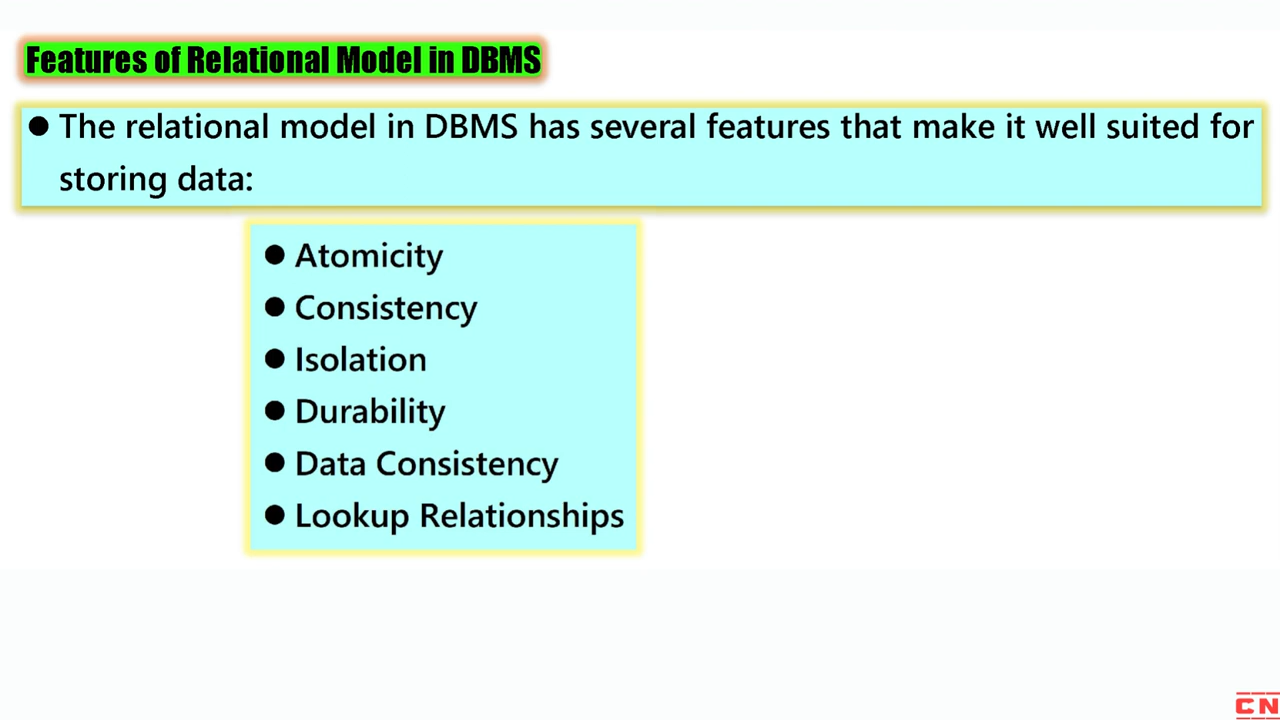 Features of Relational Model in DBMS
● The relational model in DBMS has several features that make it well suited for
storing data:
● Atomicity
● Consistency
● Isolation
● Durability
● Data Consistency
● Lookup Relationships
CN